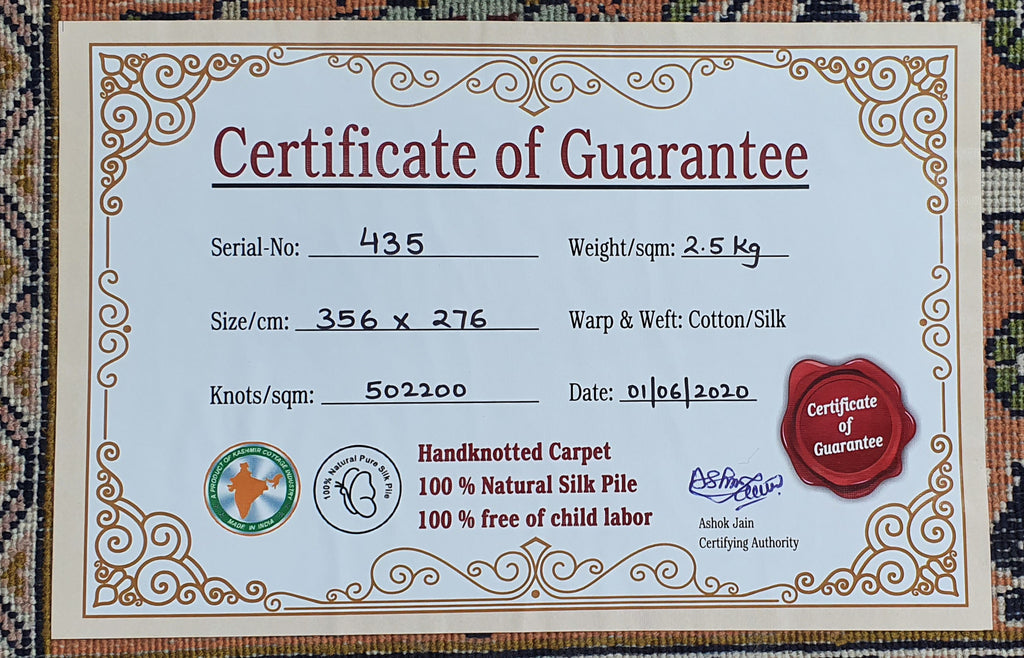 Certificate of Guarantee
Serial-No: 435
Weight/sqm: 2.5 Kg
Size/cm: 356 x 276
Warp & Weft: Cotton/Silk
Knots/sqm: 502200
Date: 01/06/2020
Certificate
of
Guarantee
A PRODUCT OF KASHMIR COTTAGE INDUSTRY
MADE IN INDIA
100% Natural Pure Silk Pile
Handknotted Carpet
100 % Natural Silk Pile
100 % free of child labor
Ashok Jain
Certifying Authority